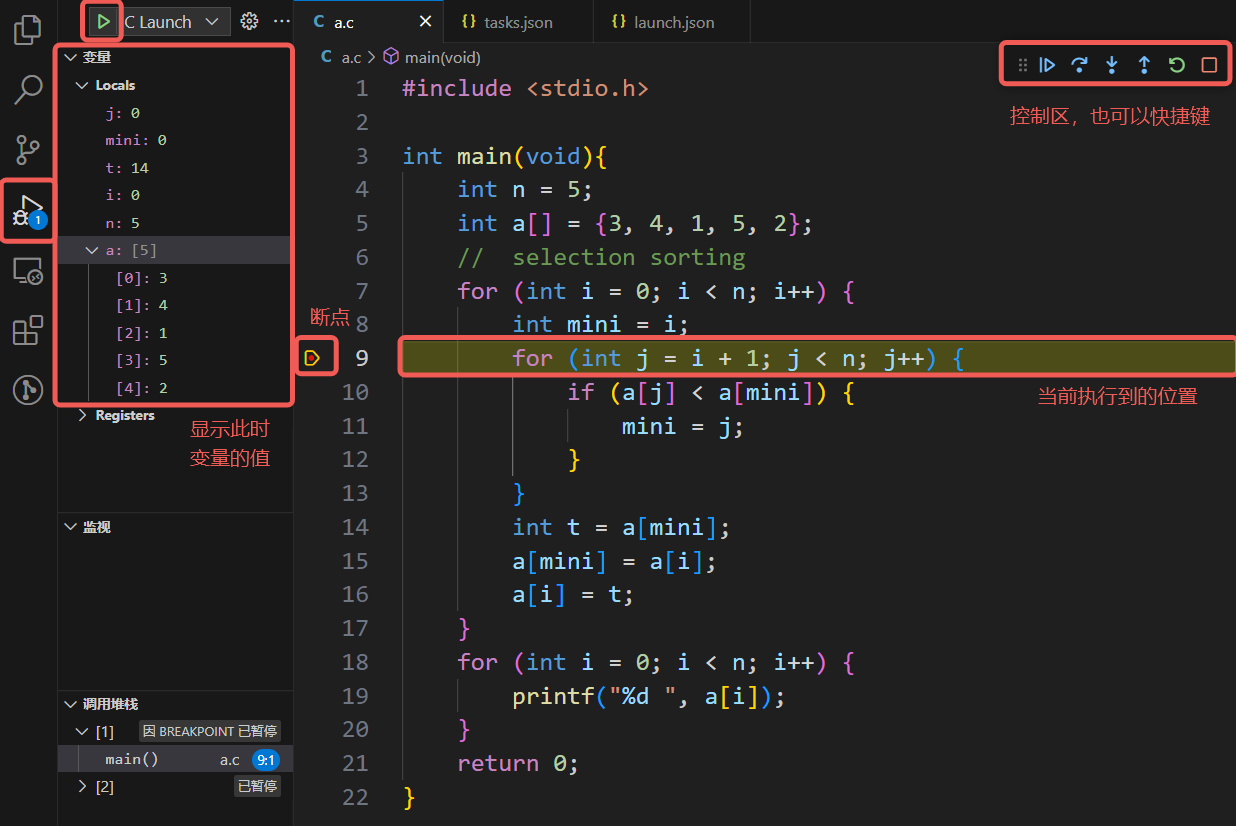 C Launch
变量
Locals
j: 0
mini: 0
t: 14
i: 0
n: 5
a: [5]
[0]: 3
[1]: 4
[2]: 1
[3]: 5
[4]: 2
Registers
显示此时
变量的值
监视
调用堆栈
[1] 因 BREAKPOINT 已暂停
main() a.c 9:1
[2] 已暂停
1
C a.c × {} tasks.json {} launch.json
C a.c > main(void)
控制区，也可以快捷键
断点
当前执行到的位置
1 #include <stdio.h>
2
3 int main(void){
4     int n = 5;
5     int a[] = {3, 4, 1, 5, 2};
6     //  selection sorting
7     for (int i = 0; i < n; i++) {
8         int mini = i;
9         for (int j = i + 1; j < n; j++) {
10             if (a[j] < a[mini]) {
11                 mini = j;
12             }
13         }
14         int t = a[mini];
15         a[mini] = a[i];
16         a[i] = t;
17     }
18     for (int i = 0; i < n; i++) {
19         printf("%d ", a[i]);
20     }
21     return 0;
22 }